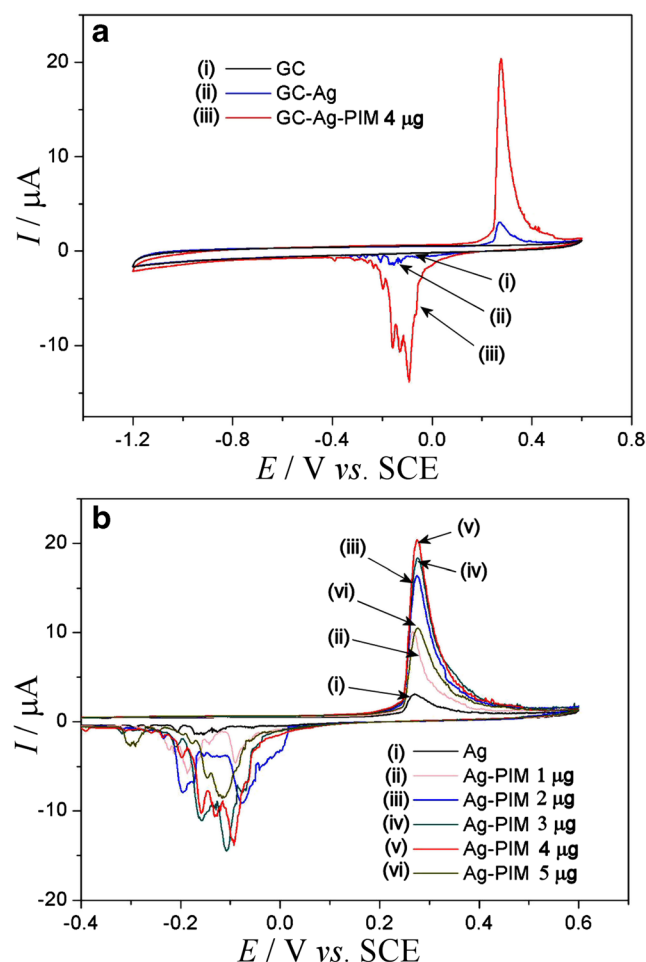 a
(i) GC
(ii) GC-Ag
(iii) GC-Ag-PIM 4 μg
20
10
0
-10
I / μA
(i)
(ii)
(iii)
-1.2 -0.8 -0.4 0.0 0.4 0.8
E / V vs. SCE
b
20
10
0
-10
-20
I / μA
(v)
(iii)
(iv)
(vi)
(ii)
(i)
(i) Ag
(ii) Ag-PIM 1 μg
(iii) Ag-PIM 2 μg
(iv) Ag-PIM 3 μg
(v) Ag-PIM 4 μg
(vi) Ag-PIM 5 μg
-0.4 -0.2 0.0 0.2 0.4 0.6
E / V vs. SCE